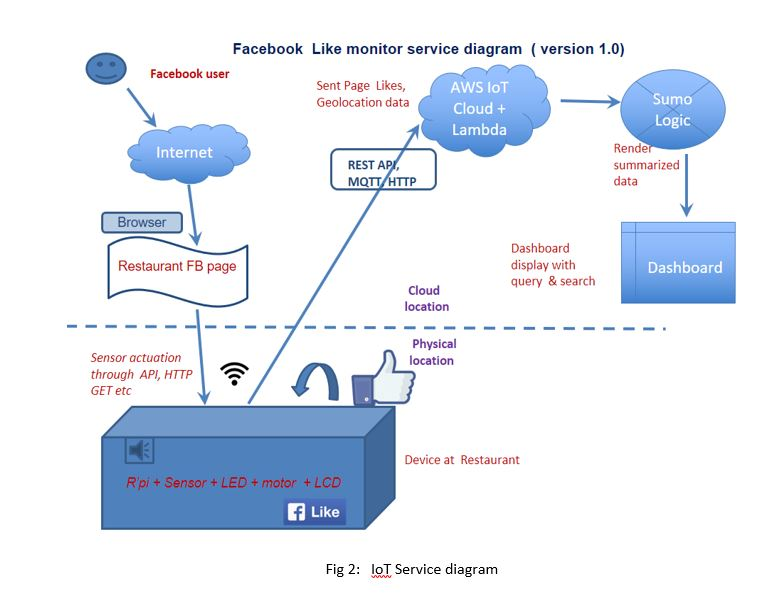 Facebook Like monitor service diagram ( version 1.0)
Facebook user
Sent Page Likes,
Geolocation data
AWS IoT
Cloud +
Lambda
Sumo
Logic
Internet
REST API,
MQTT, HTTP
Render
summarized
data
Browser
Restaurant FB page
Dashboard
display with
query & search
Dashboard
Cloud
location
Physical
location
Sensor actuation
through API, HTTP
GET etc
Device at Restaurant
R'pi + Sensor + LED + motor + LCD
f Like
Fig 2: IoT Service diagram